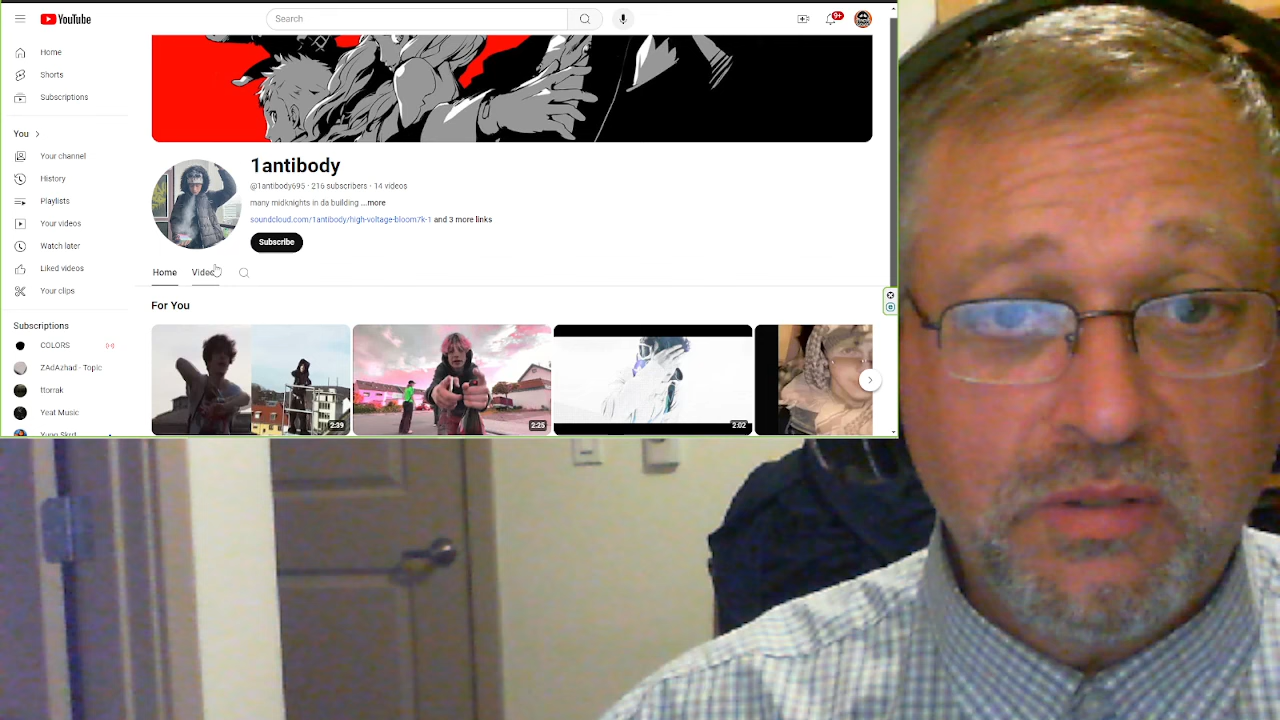 YouTube
Search
9+
Home
Shorts
Subscriptions
You
Your channel
History
Playlists
Your videos
Watch later
Liked videos
Your clips
Subscriptions
COLORS
ZAdAzhad - Topic
ttorrak
Yeat Music
1antibody
@1antibody695 · 216 subscribers · 14 videos
many midknights in da building ...more
soundcloud.com/1antibody/high-voltage-bloom7k-1 and 3 more links
Subscribe
Home
Videos
For You
2:39
2:25
2:02